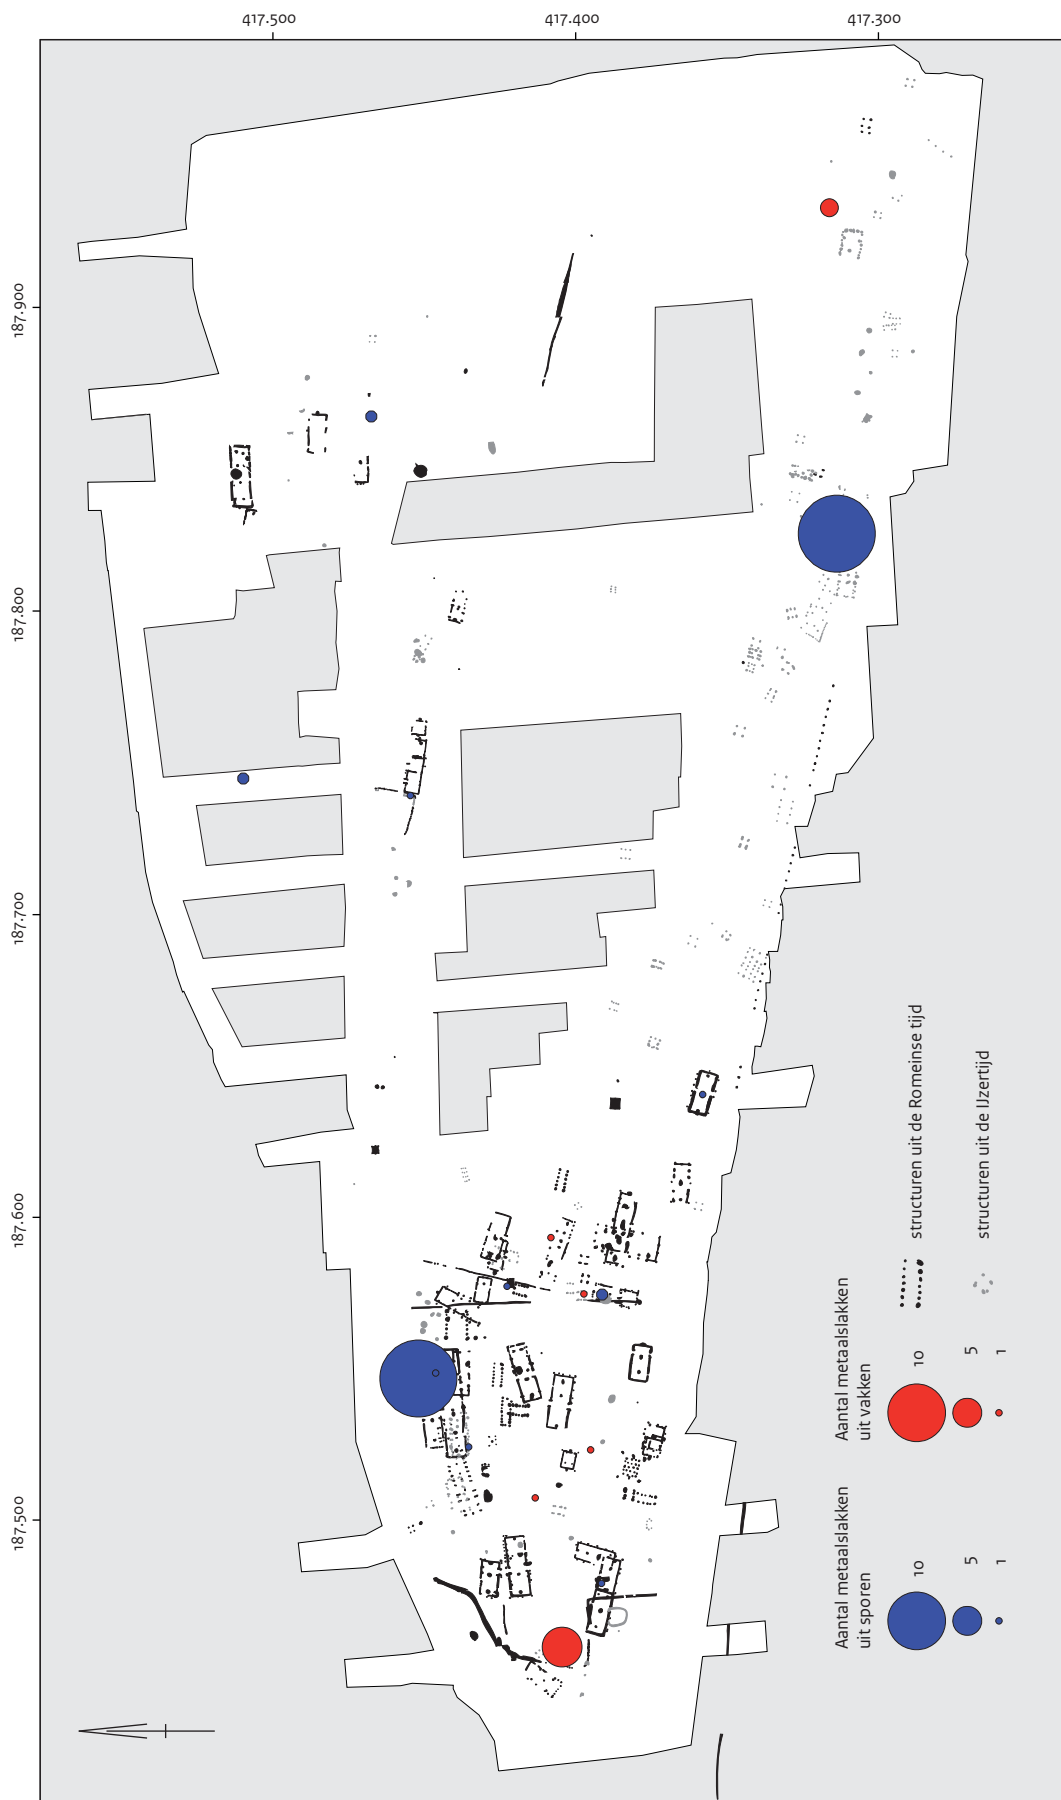 417.500
417.400
417.300
187.900
187.800
187.700
187.600
187.500
Aantal metaalslakken
uit sporen
10
5
1
Aantal metaalslakken
uit vakken
10
5
1
structuren uit de Romeinse tijd
structuren uit de IJzertijd